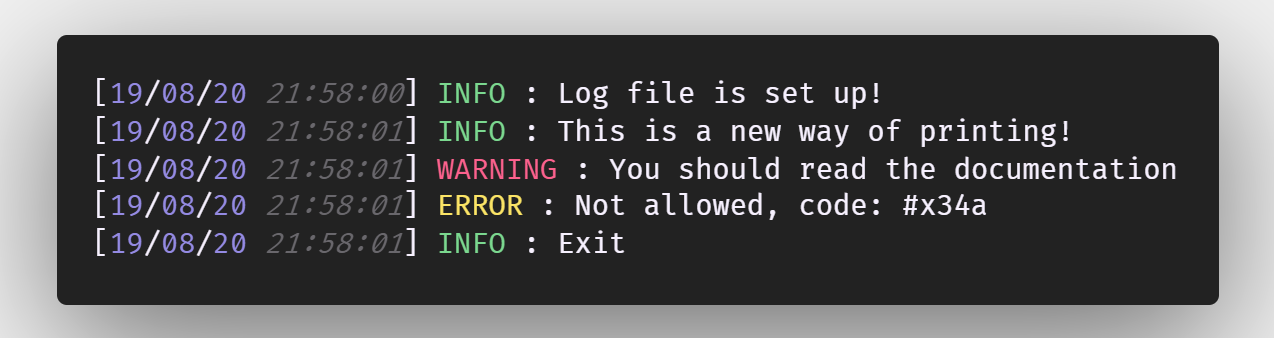 [19/08/20 21:58:00] INFO : Log file is set up!
[19/08/20 21:58:01] INFO : This is a new way of printing!
[19/08/20 21:58:01] WARNING : You should read the documentation
[19/08/20 21:58:01] ERROR : Not allowed, code: #x34a
[19/08/20 21:58:01] INFO : Exit